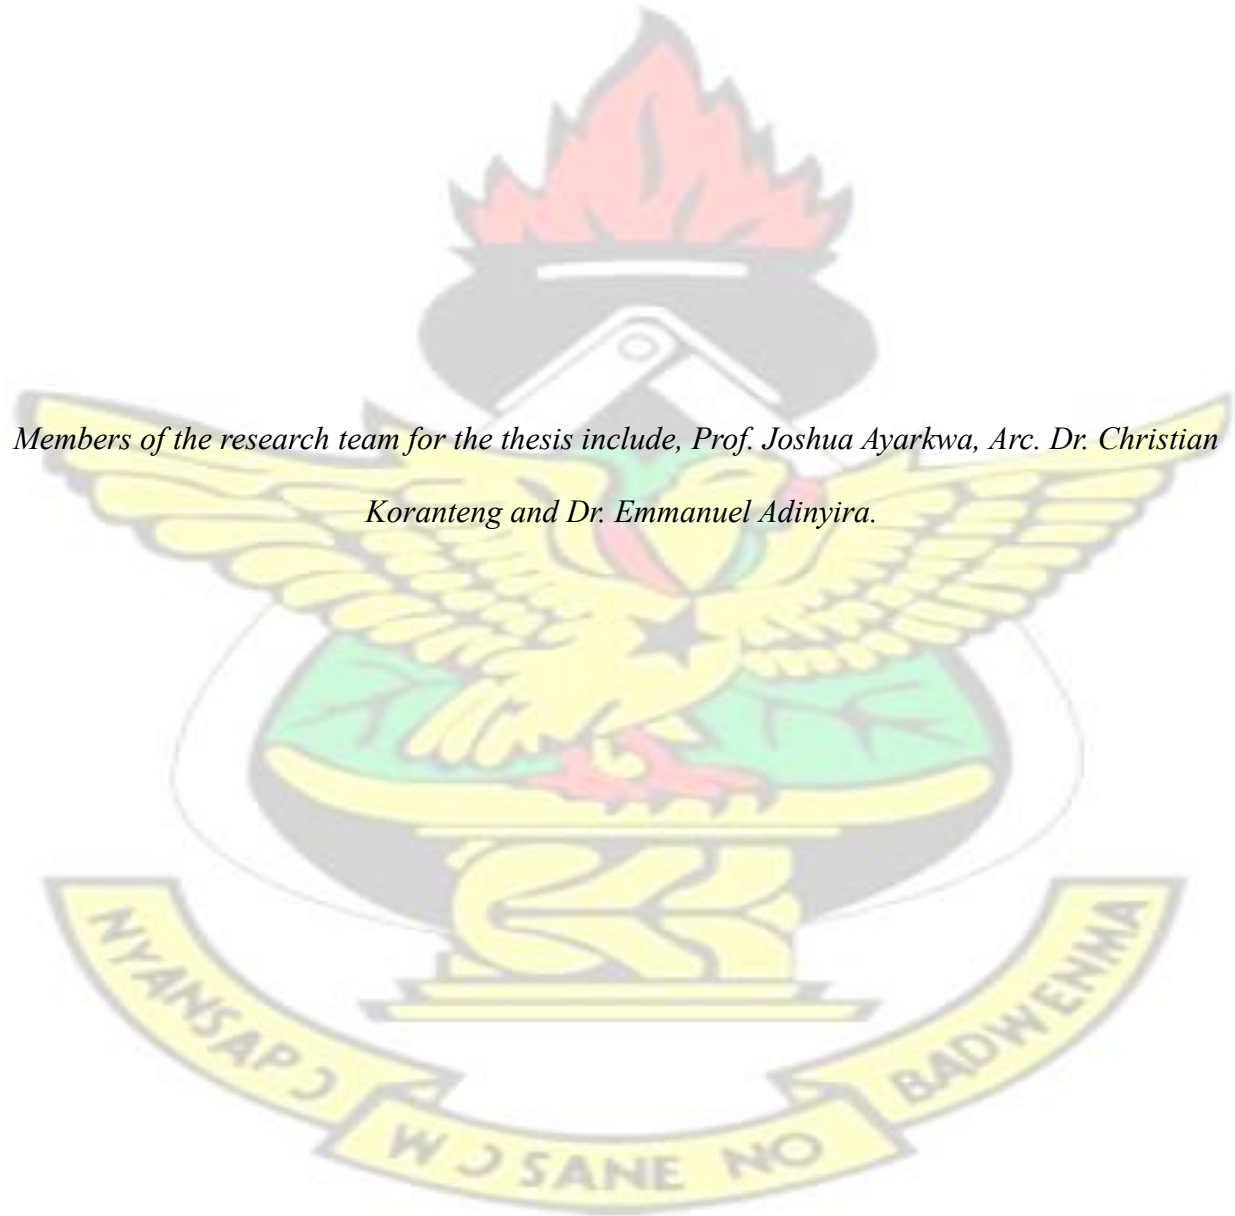 Members of the research team for the thesis include, Prof. Joshua Ayarkwa, Arc. Dr. Christian
Koranteng and Dr. Emmanuel Adinyira.
NYANSAPƆ
WƆSANE NO
BADWENMA